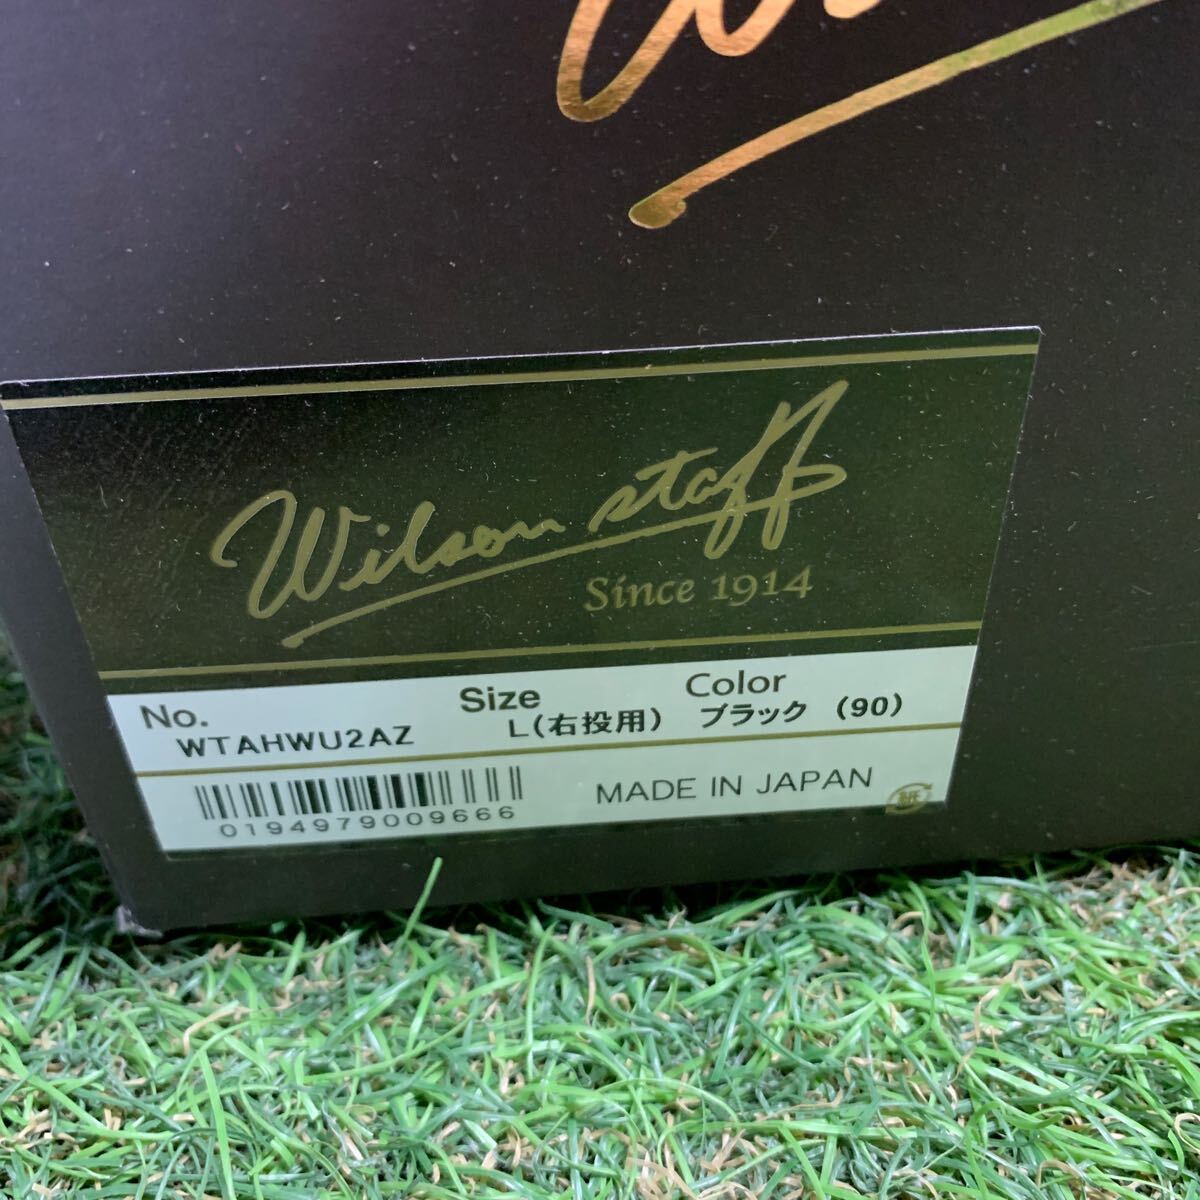 Wilson staff
Since 1914
No. Size Color
WTAHWU2AZ L(右投用) ブラック (90)
MADE IN JAPAN 紙
0194979009666